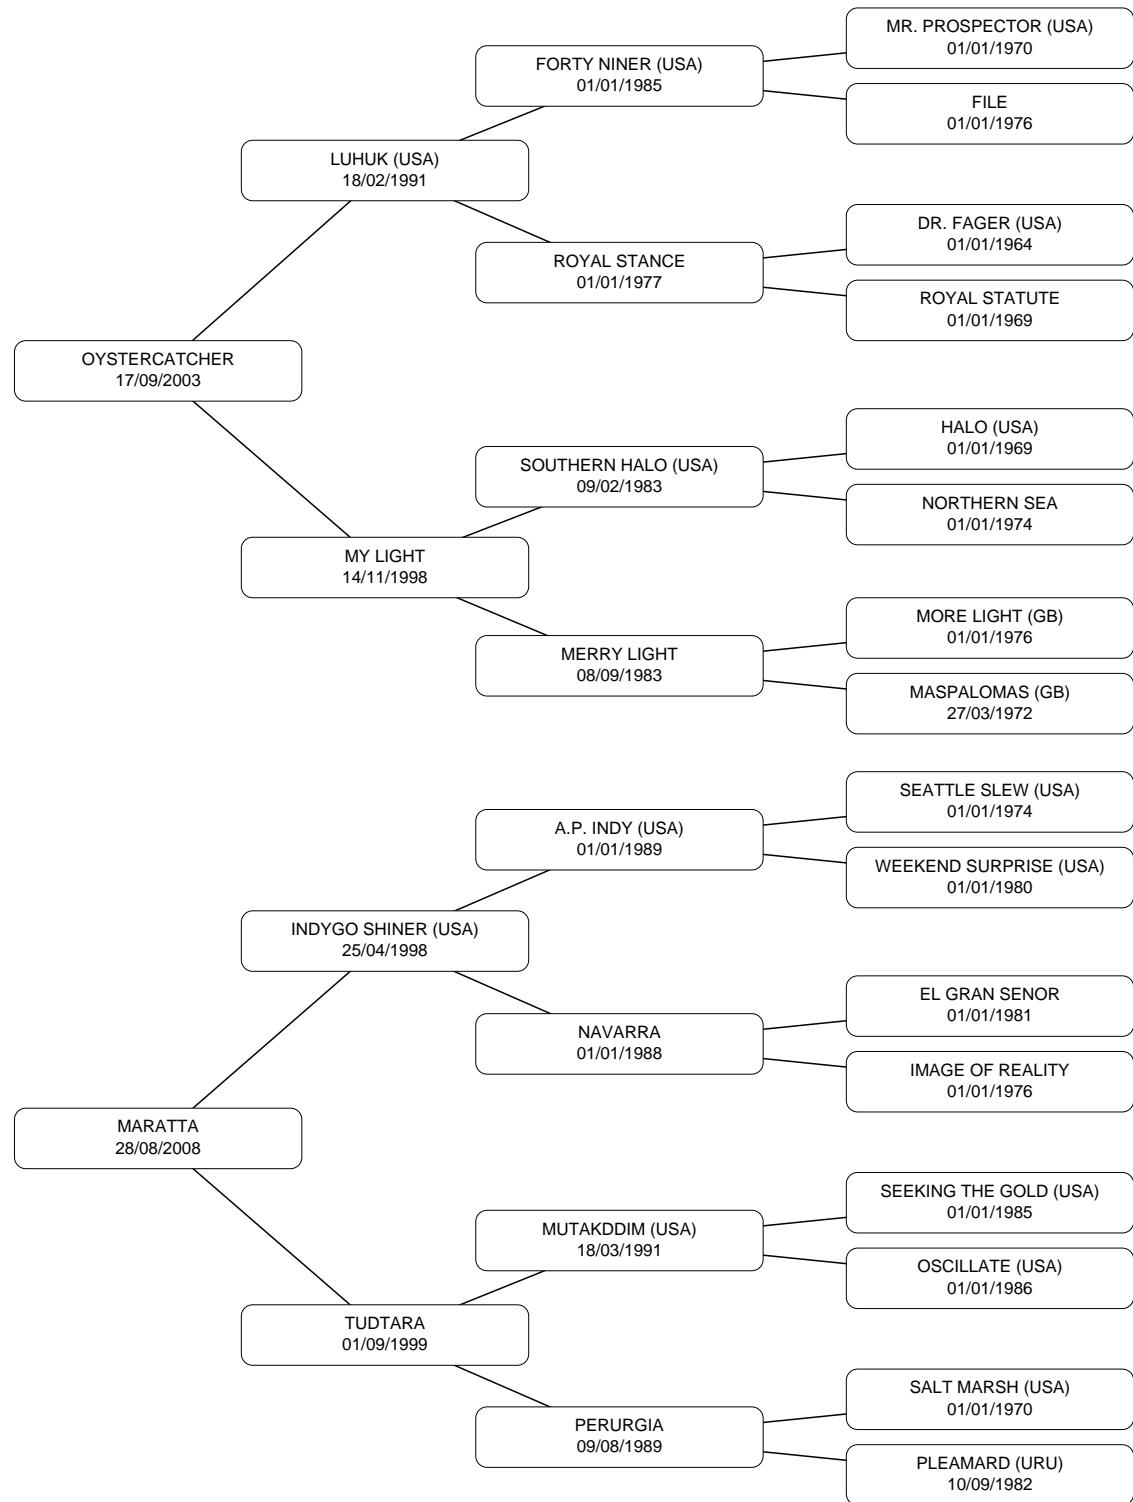 MR. PROSPECTOR (USA)
01/01/1970
FORTY NINER (USA)
01/01/1985
FILE
01/01/1976
LUHUK (USA)
18/02/1991
DR. FAGER (USA)
01/01/1964
ROYAL STANCE
01/01/1977
ROYAL STATUTE
01/01/1969
OYSTERCATCHER
17/09/2003
HALO (USA)
01/01/1969
SOUTHERN HALO (USA)
09/02/1983
NORTHERN SEA
01/01/1974
MY LIGHT
14/11/1998
MORE LIGHT (GB)
01/01/1976
MERRY LIGHT
08/09/1983
MASPALOMAS (GB)
27/03/1972
SEATTLE SLEW (USA)
01/01/1974
A.P. INDY (USA)
01/01/1989
WEEKEND SURPRISE (USA)
01/01/1980
INDYGO SHINER (USA)
25/04/1998
EL GRAN SENOR
01/01/1981
NAVARRA
01/01/1988
IMAGE OF REALITY
01/01/1976
MARATTA
28/08/2008
SEEKING THE GOLD (USA)
01/01/1985
MUTAKDDIM (USA)
18/03/1991
OSCILLATE (USA)
01/01/1986
TUDTARA
01/09/1999
SALT MARSH (USA)
01/01/1970
PERURGIA
09/08/1989
PLEAMARD (URU)
10/09/1982